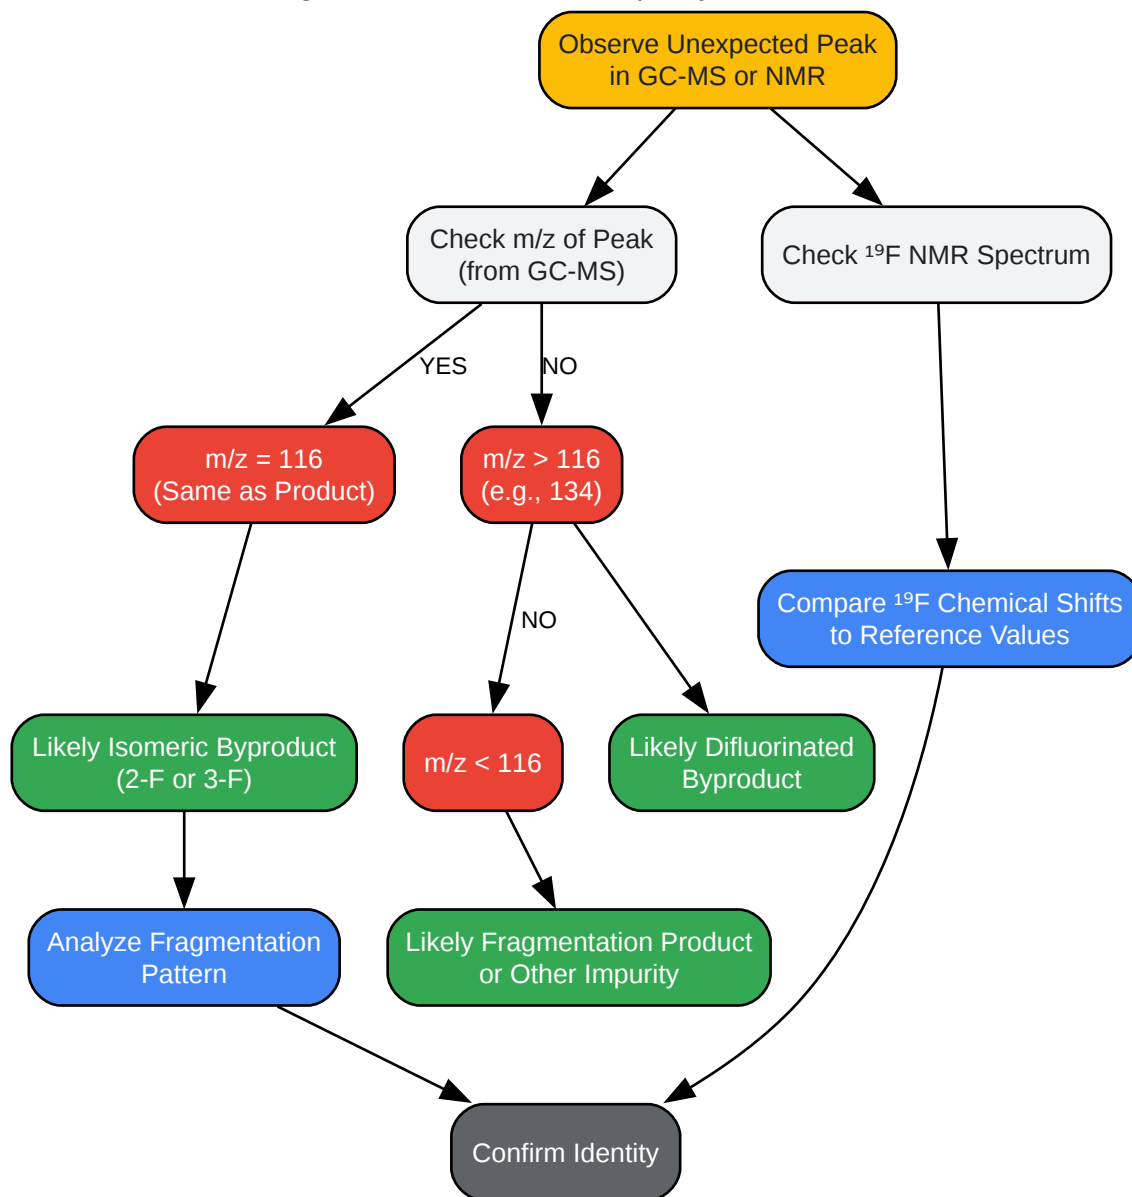 Observe Unexpected Peak
in GC-MS or NMR
Check m/z of Peak
(from GC-MS)
Check ¹⁹F NMR Spectrum
YES
NO
m/z = 116
(Same as Product)
m/z > 116
(e.g., 134)
Compare ¹⁹F Chemical Shifts
to Reference Values
NO
Likely Isomeric Byproduct
(2-F or 3-F)
m/z < 116
Likely Difluorinated
Byproduct
Analyze Fragmentation
Pattern
Likely Fragmentation Product
or Other Impurity
Confirm Identity